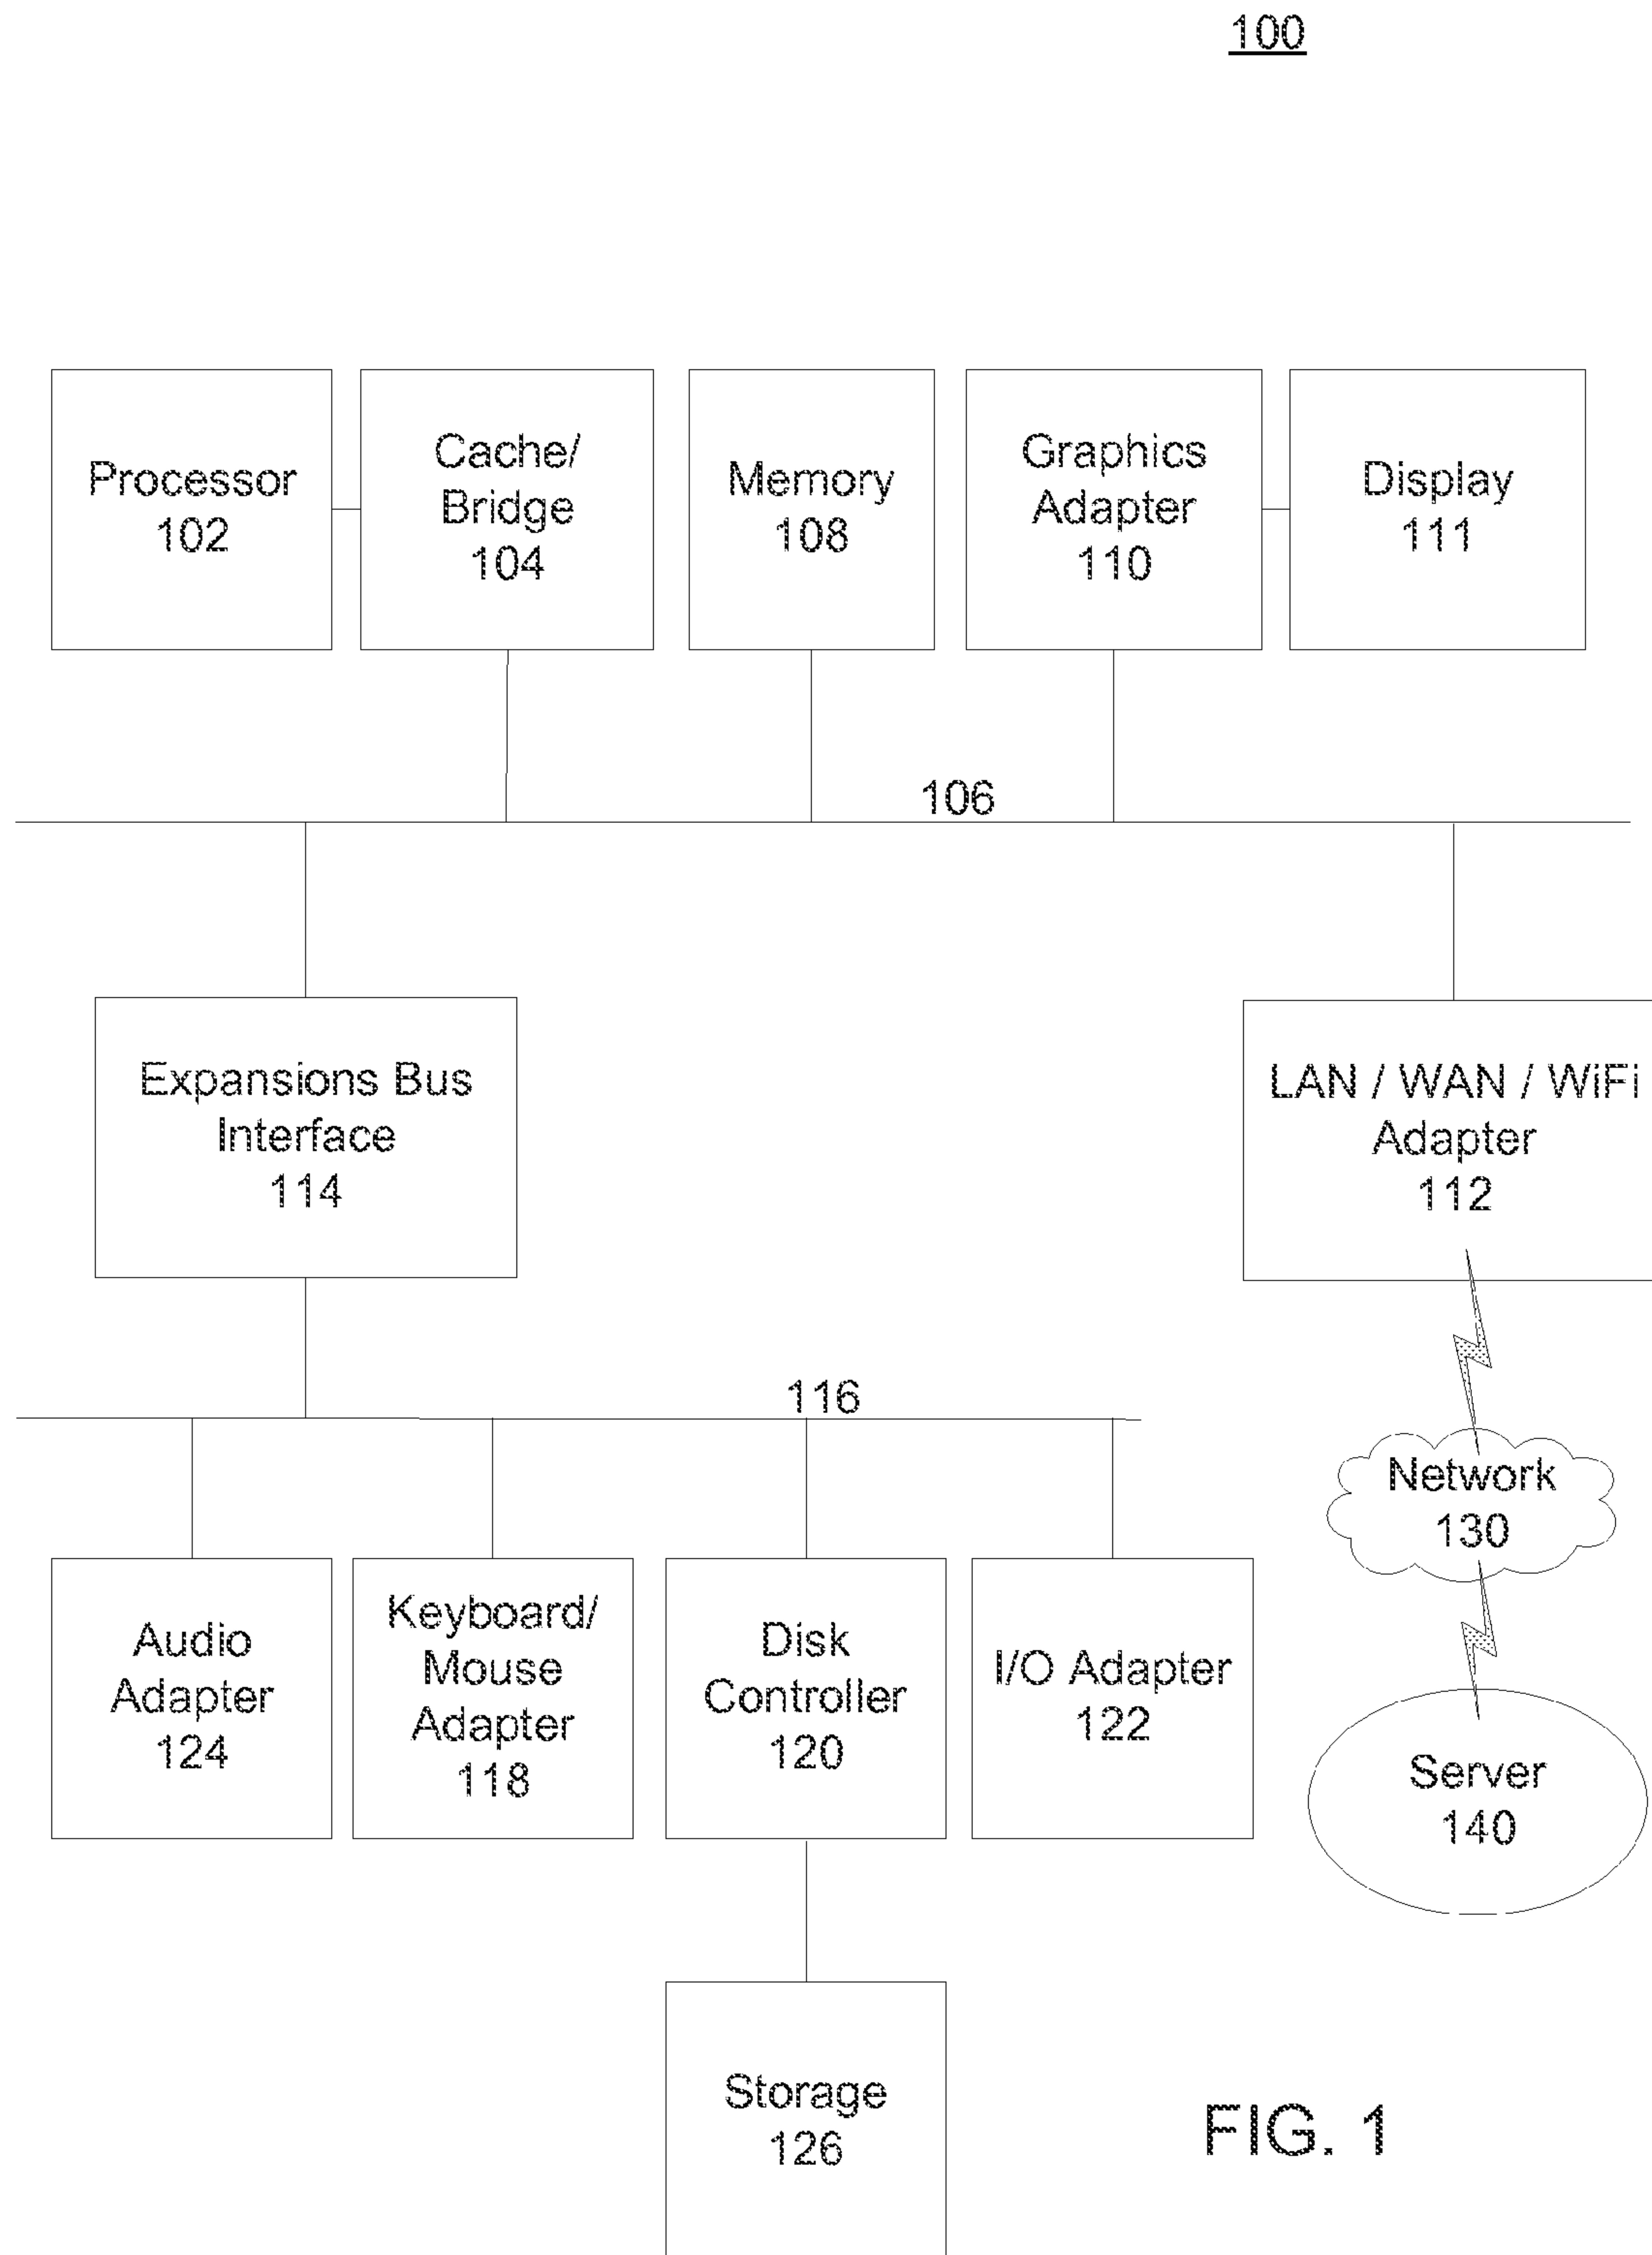 100
Processor
102
Cache/
Bridge
104
Memory
108
Graphics
Adapter
110
Display
111
106
Expansions Bus
Interface
114
LAN / WAN / WiFi
Adapter
112
116
Network
130
Audio
Adapter
124
Keyboard/
Mouse
Adapter
118
Disk
Controller
120
I/O Adapter
122
Server
140
Storage
126
FIG. 1